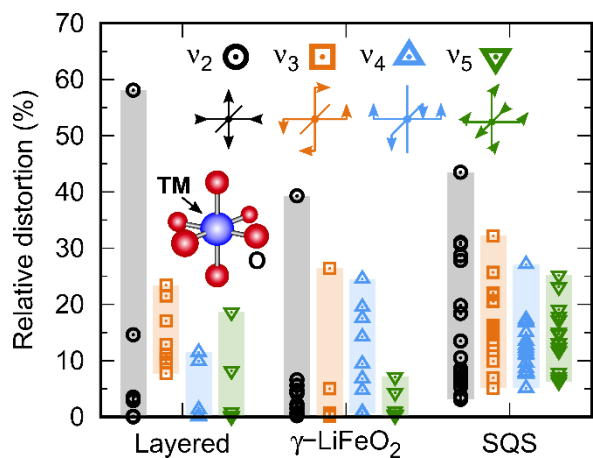 70
60
50
40
30
20
10
0
Relative distortion (%)
ν2 ν3 ν4 ν5
TM
O
Layered γ−LiFeO2 SQS